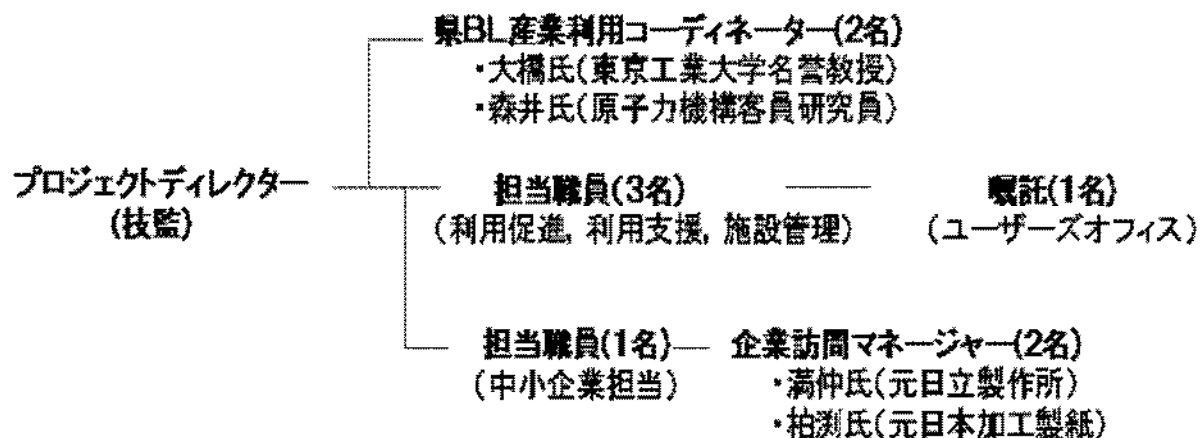 県BL産業利用コーディネーター(2名)
・大橋氏(東京工業大学名誉教授)
・森井氏(原子力機構客員研究員)
プロジェクトディレクター
(技監)
担当職員(3名)
(利用促進, 利用支援, 施設管理)
嘱託(1名)
(ユーザーズオフィス)
担当職員(1名)
(中小企業担当)
企業訪問マネージャー(2名)
・満仲氏(元日立製作所)
・柏渕氏(元日本加工製紙)